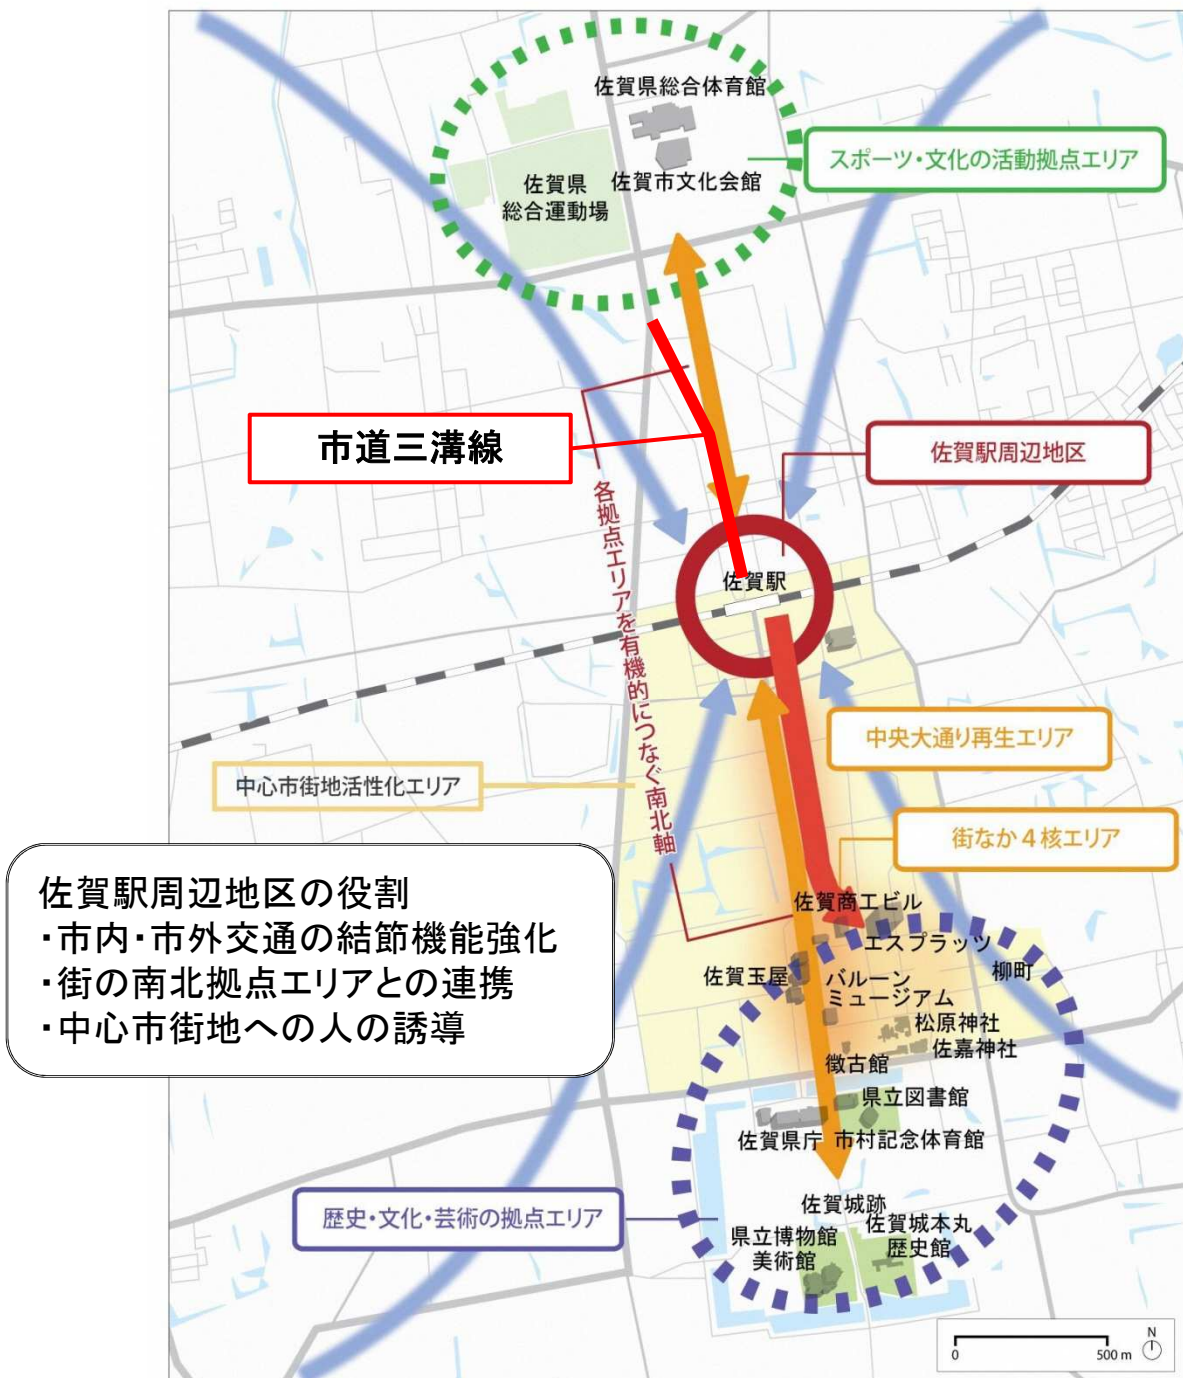 佐賀県総合体育館
スポーツ・文化の活動拠点エリア
佐賀県
総合運動場
佐賀市文化会館
市道三溝線
佐賀駅周辺地区
各拠点エリアを有機的につなぐ南北軸
佐賀駅
中央大通り再生エリア
中心市街地活性化エリア
街なか4核エリア
佐賀駅周辺地区の役割
・市内・市外交通の結節機能強化
・街の南北拠点エリアとの連携
・中心市街地への人の誘導
佐賀商工ビル
エスプラッツ
柳町
佐賀玉屋
バルーン
ミュージアム
松原神社
佐嘉神社
徴古館
県立図書館
佐賀県庁
市村記念体育館
歴史・文化・芸術の拠点エリア
佐賀城跡
佐賀城本丸
歴史館
県立博物館
美術館
N
0
500 m